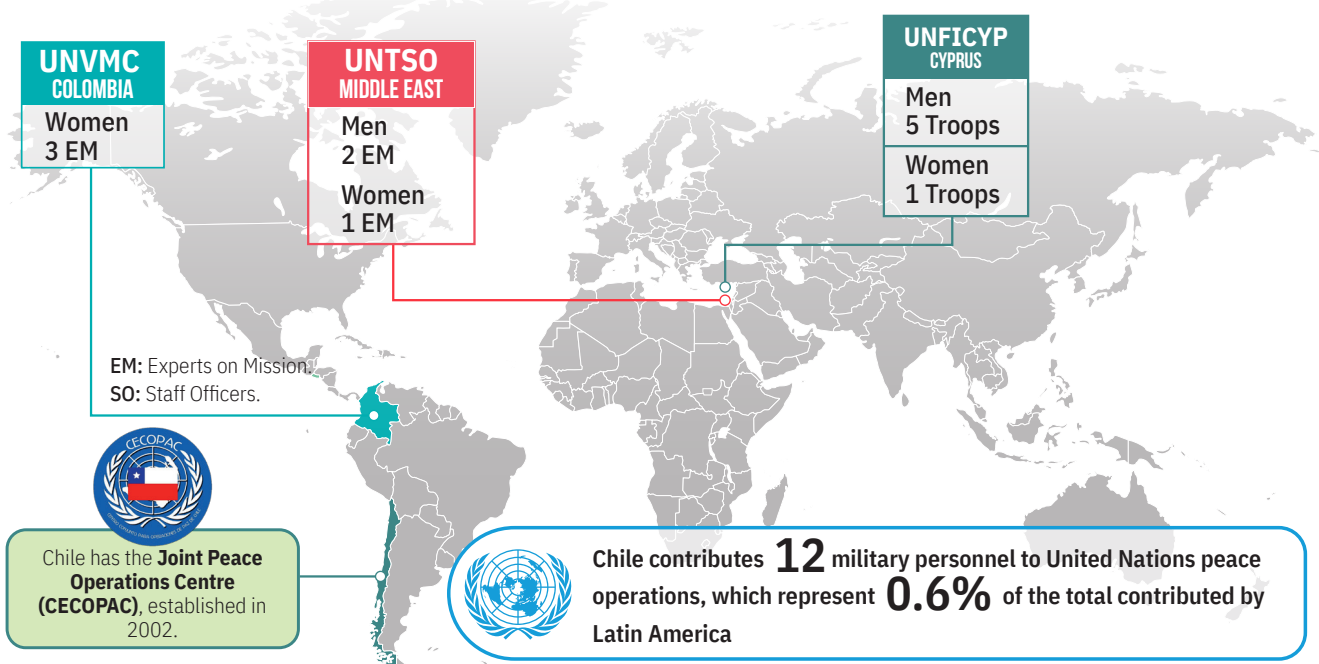 UNVMC
COLOMBIA
Women
3 EM
UNTSO
MIDDLE EAST
Men
2 EM
Women
1 EM
UNFICYP
CYPRUS
Men
5 Troops
Women
1 Troops
EM: Experts on Mission.
SO: Staff Officers.
CECOPAC
Chile has the Joint Peace
Operations Centre
(CECOPAC), established in
2002.
Chile contributes 12 military personnel to United Nations peace
operations, which represent 0.6% of the total contributed by
Latin America